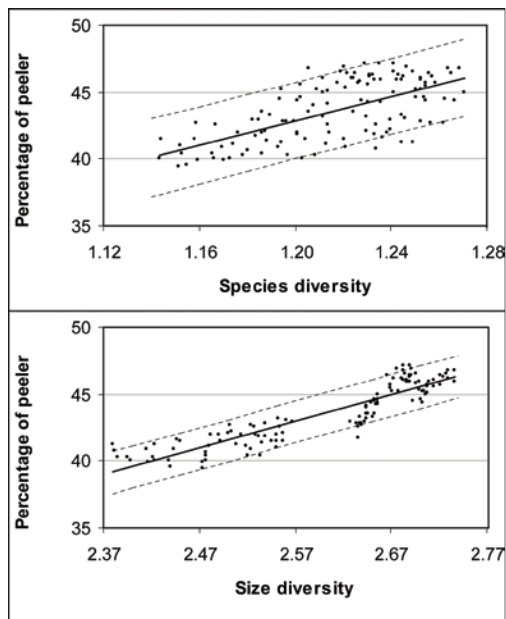 50
45
40
35
Percentage of peeler
1.12 1.16 1.20 1.24 1.28
Species diversity
50
45
40
35
Percentage of peeler
2.37 2.47 2.57 2.67 2.77
Size diversity